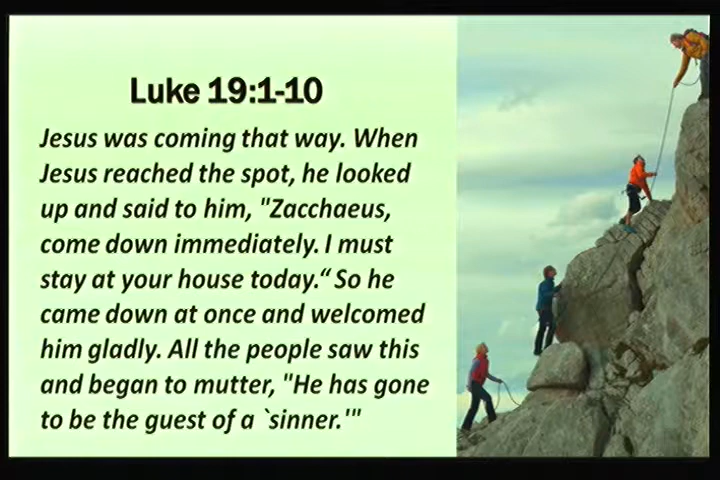 Luke 19:1-10
Jesus was coming that way. When
Jesus reached the spot, he looked
up and said to him, "Zacchaeus,
come down immediately. I must
stay at your house today.“ So he
came down at once and welcomed
him gladly. All the people saw this
and began to mutter, "He has gone
to be the guest of a `sinner.'"